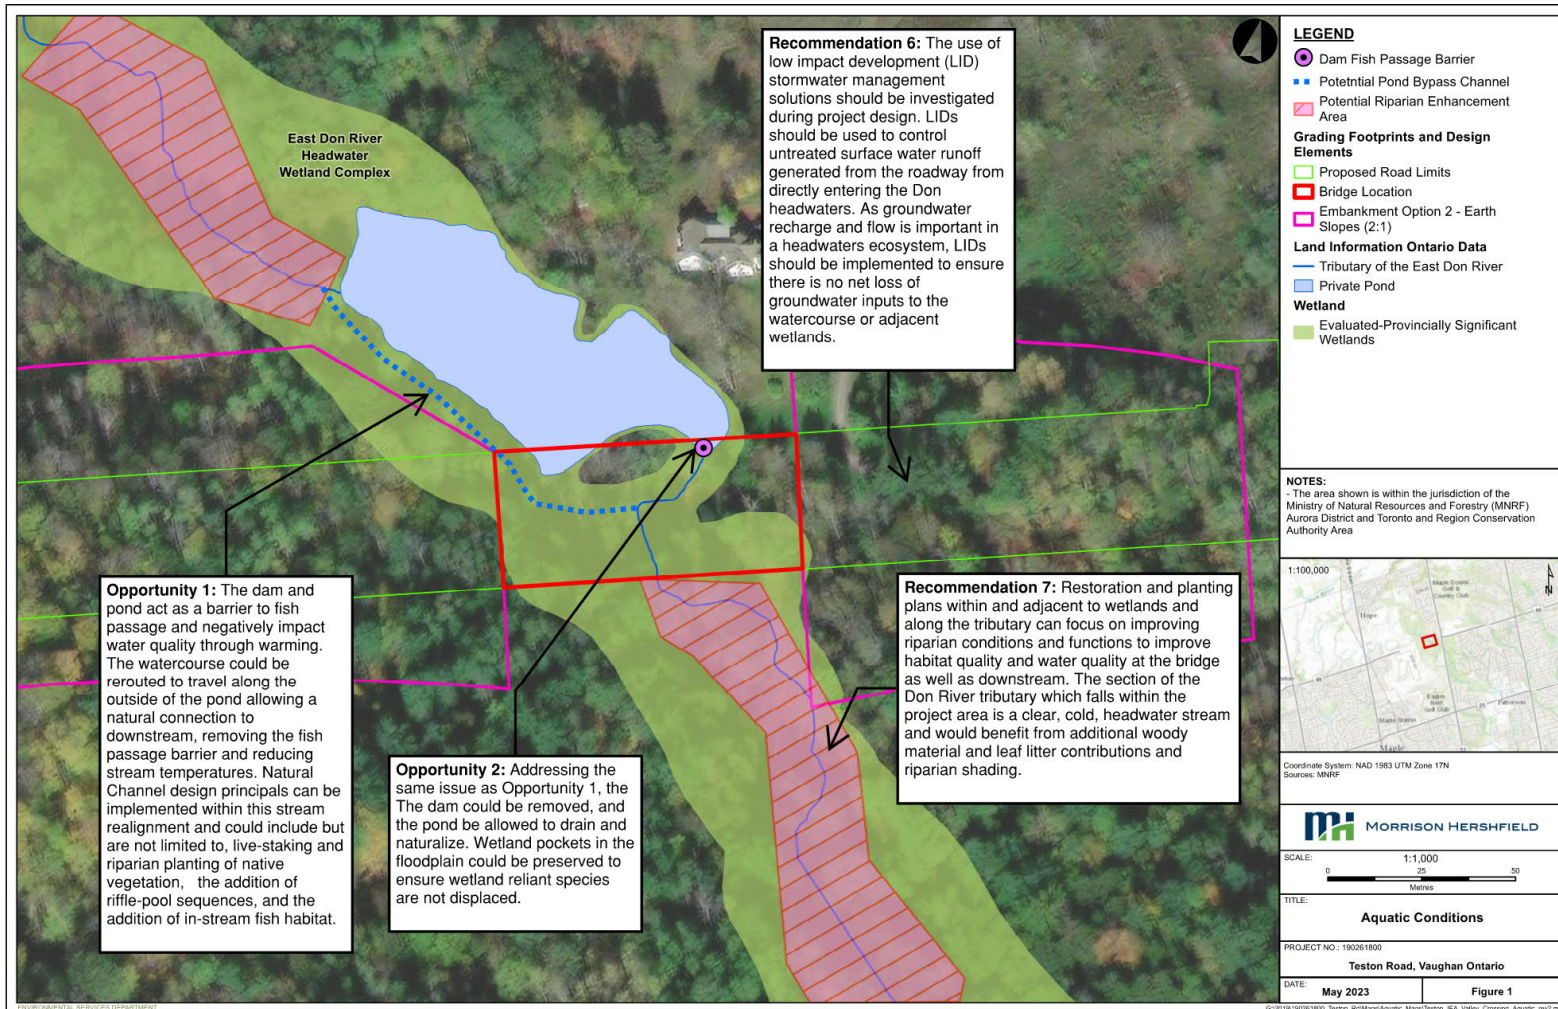 East Don River
Headwater
Wetland Complex
Recommendation 6: The use of
low impact development (LID)
stormwater management
solutions should be investigated
during project design. LIDs
should be used to control
untreated surface water runoff
generated from the roadway from
directly entering the Don
headwaters. As groundwater
recharge and flow is important in
a headwaters ecosystem, LIDs
should be implemented to ensure
there is no net loss of
groundwater inputs to the
watercourse or adjacent
wetlands.
Opportunity 1: The dam and
pond act as a barrier to fish
passage and negatively impact
water quality through warming.
The watercourse could be
rerouted to travel along the
outside of the pond allowing a
natural connection to
downstream, removing the fish
passage barrier and reducing
stream temperatures. Natural
Channel design principals can be
implemented within this stream
realignment and could include but
are not limited to, live-staking and
riparian planting of native
vegetation, the addition of
riffle-pool sequences, and the
addition of in-stream fish habitat.
Opportunity 2: Addressing the
same issue as Opportunity 1, the
The dam could be removed, and
the pond be allowed to drain and
naturalize. Wetland pockets in the
floodplain could be preserved to
ensure wetland reliant species
are not displaced.
Recommendation 7: Restoration and planting
plans within and adjacent to wetlands and
along the tributary can focus on improving
riparian conditions and functions to improve
habitat quality and water quality at the bridge
as well as downstream. The section of the
Don River tributary which falls within the
project area is a clear, cold, headwater stream
and would benefit from additional woody
material and leaf litter contributions and
riparian shading.
LEGEND
Dam Fish Passage Barrier
Potetntial Pond Bypass Channel
Potential Riparian Enhancement
Area
Grading Footprints and Design
Elements
Proposed Road Limits
Bridge Location
Embankment Option 2 - Earth
Slopes (2:1)
Land Information Ontario Data
Tributary of the East Don River
Private Pond
Wetland
Evaluated-Provincially Significant
Wetlands
NOTES:
- The area shown is within the jurisdiction of the
Ministry of Natural Resources and Forestry (MNRF)
Aurora District and Toronto and Region Conservation
Authority Area
1:100,000
N
Maple Downs
Golf &
Country Club
Hope
Eagles
Nest
Golf Club
Patterson
Maple Station
Maple
Coordinate System: NAD 1983 UTM Zone 17N
Sources: MNRF
MH MORRISON HERSHFIELD
SCALE:
1:1,000
0 25 50
Metres
TITLE:
Aquatic Conditions
PROJECT NO.: 190261800
Teston Road, Vaughan Ontario
DATE:
May 2023
Figure 1
ENVIRONMENTAL SERVICES DEPARTMENT